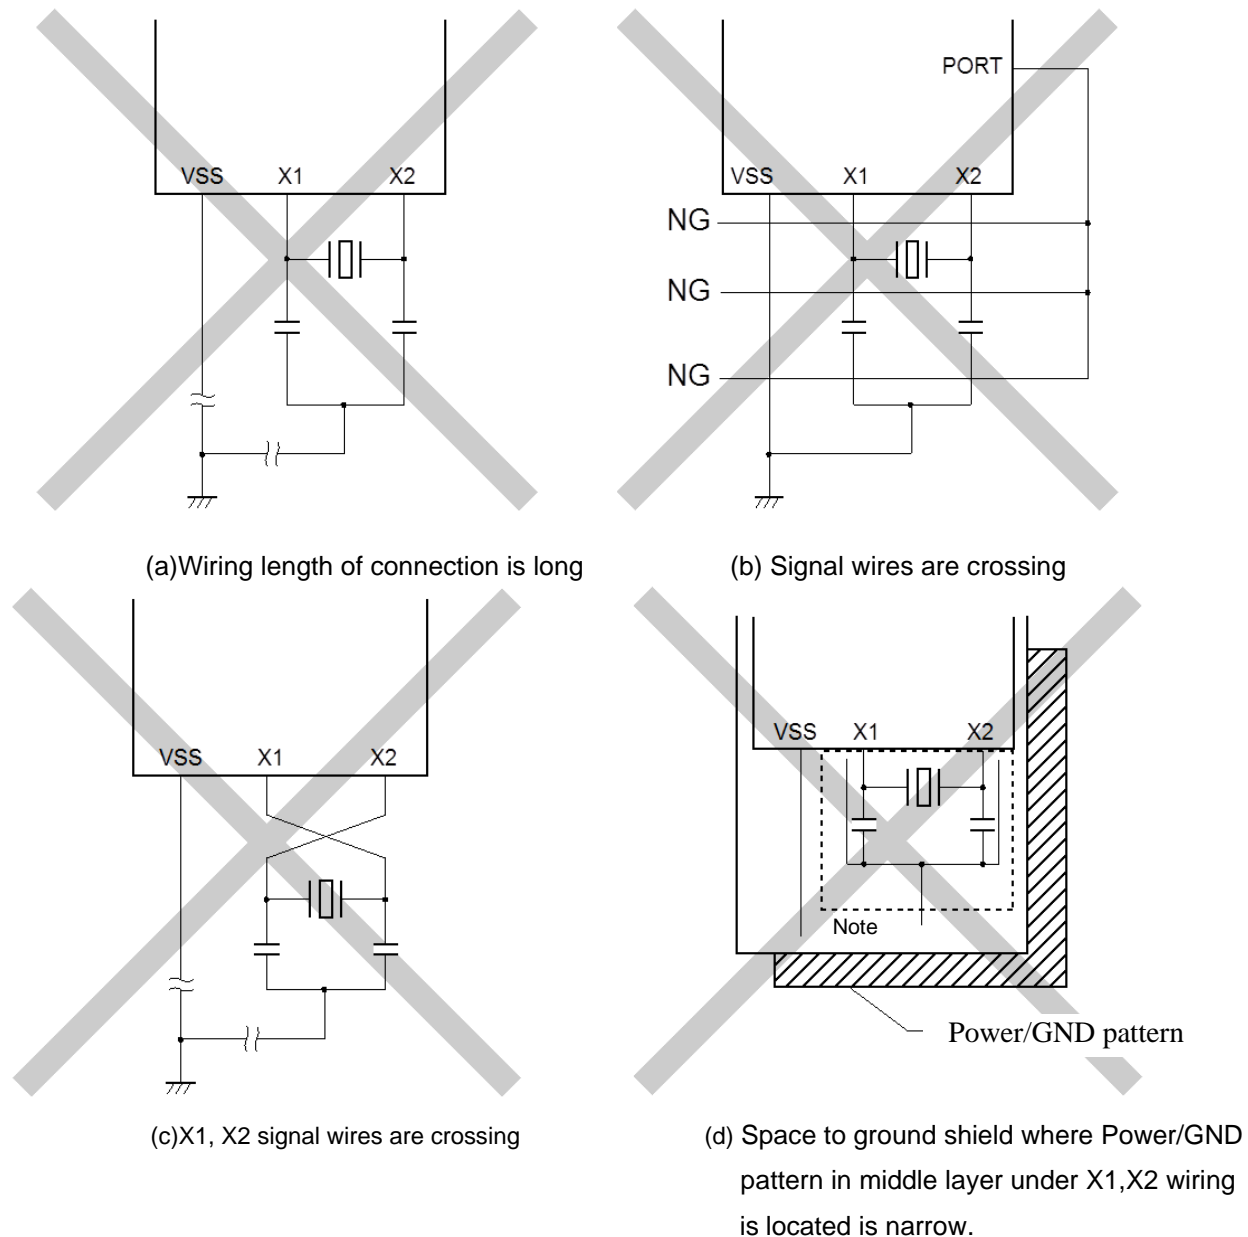 VSS X1 X2
(a)Wiring length of connection is long
PORT
VSS X1 X2
NG
NG
NG
(b) Signal wires are crossing
VSS X1 X2
(c)X1, X2 signal wires are crossing
VSS X1 X2
Note
Power/GND pattern
(d) Space to ground shield where Power/GND
pattern in middle layer under X1,X2 wiring
is located is narrow.